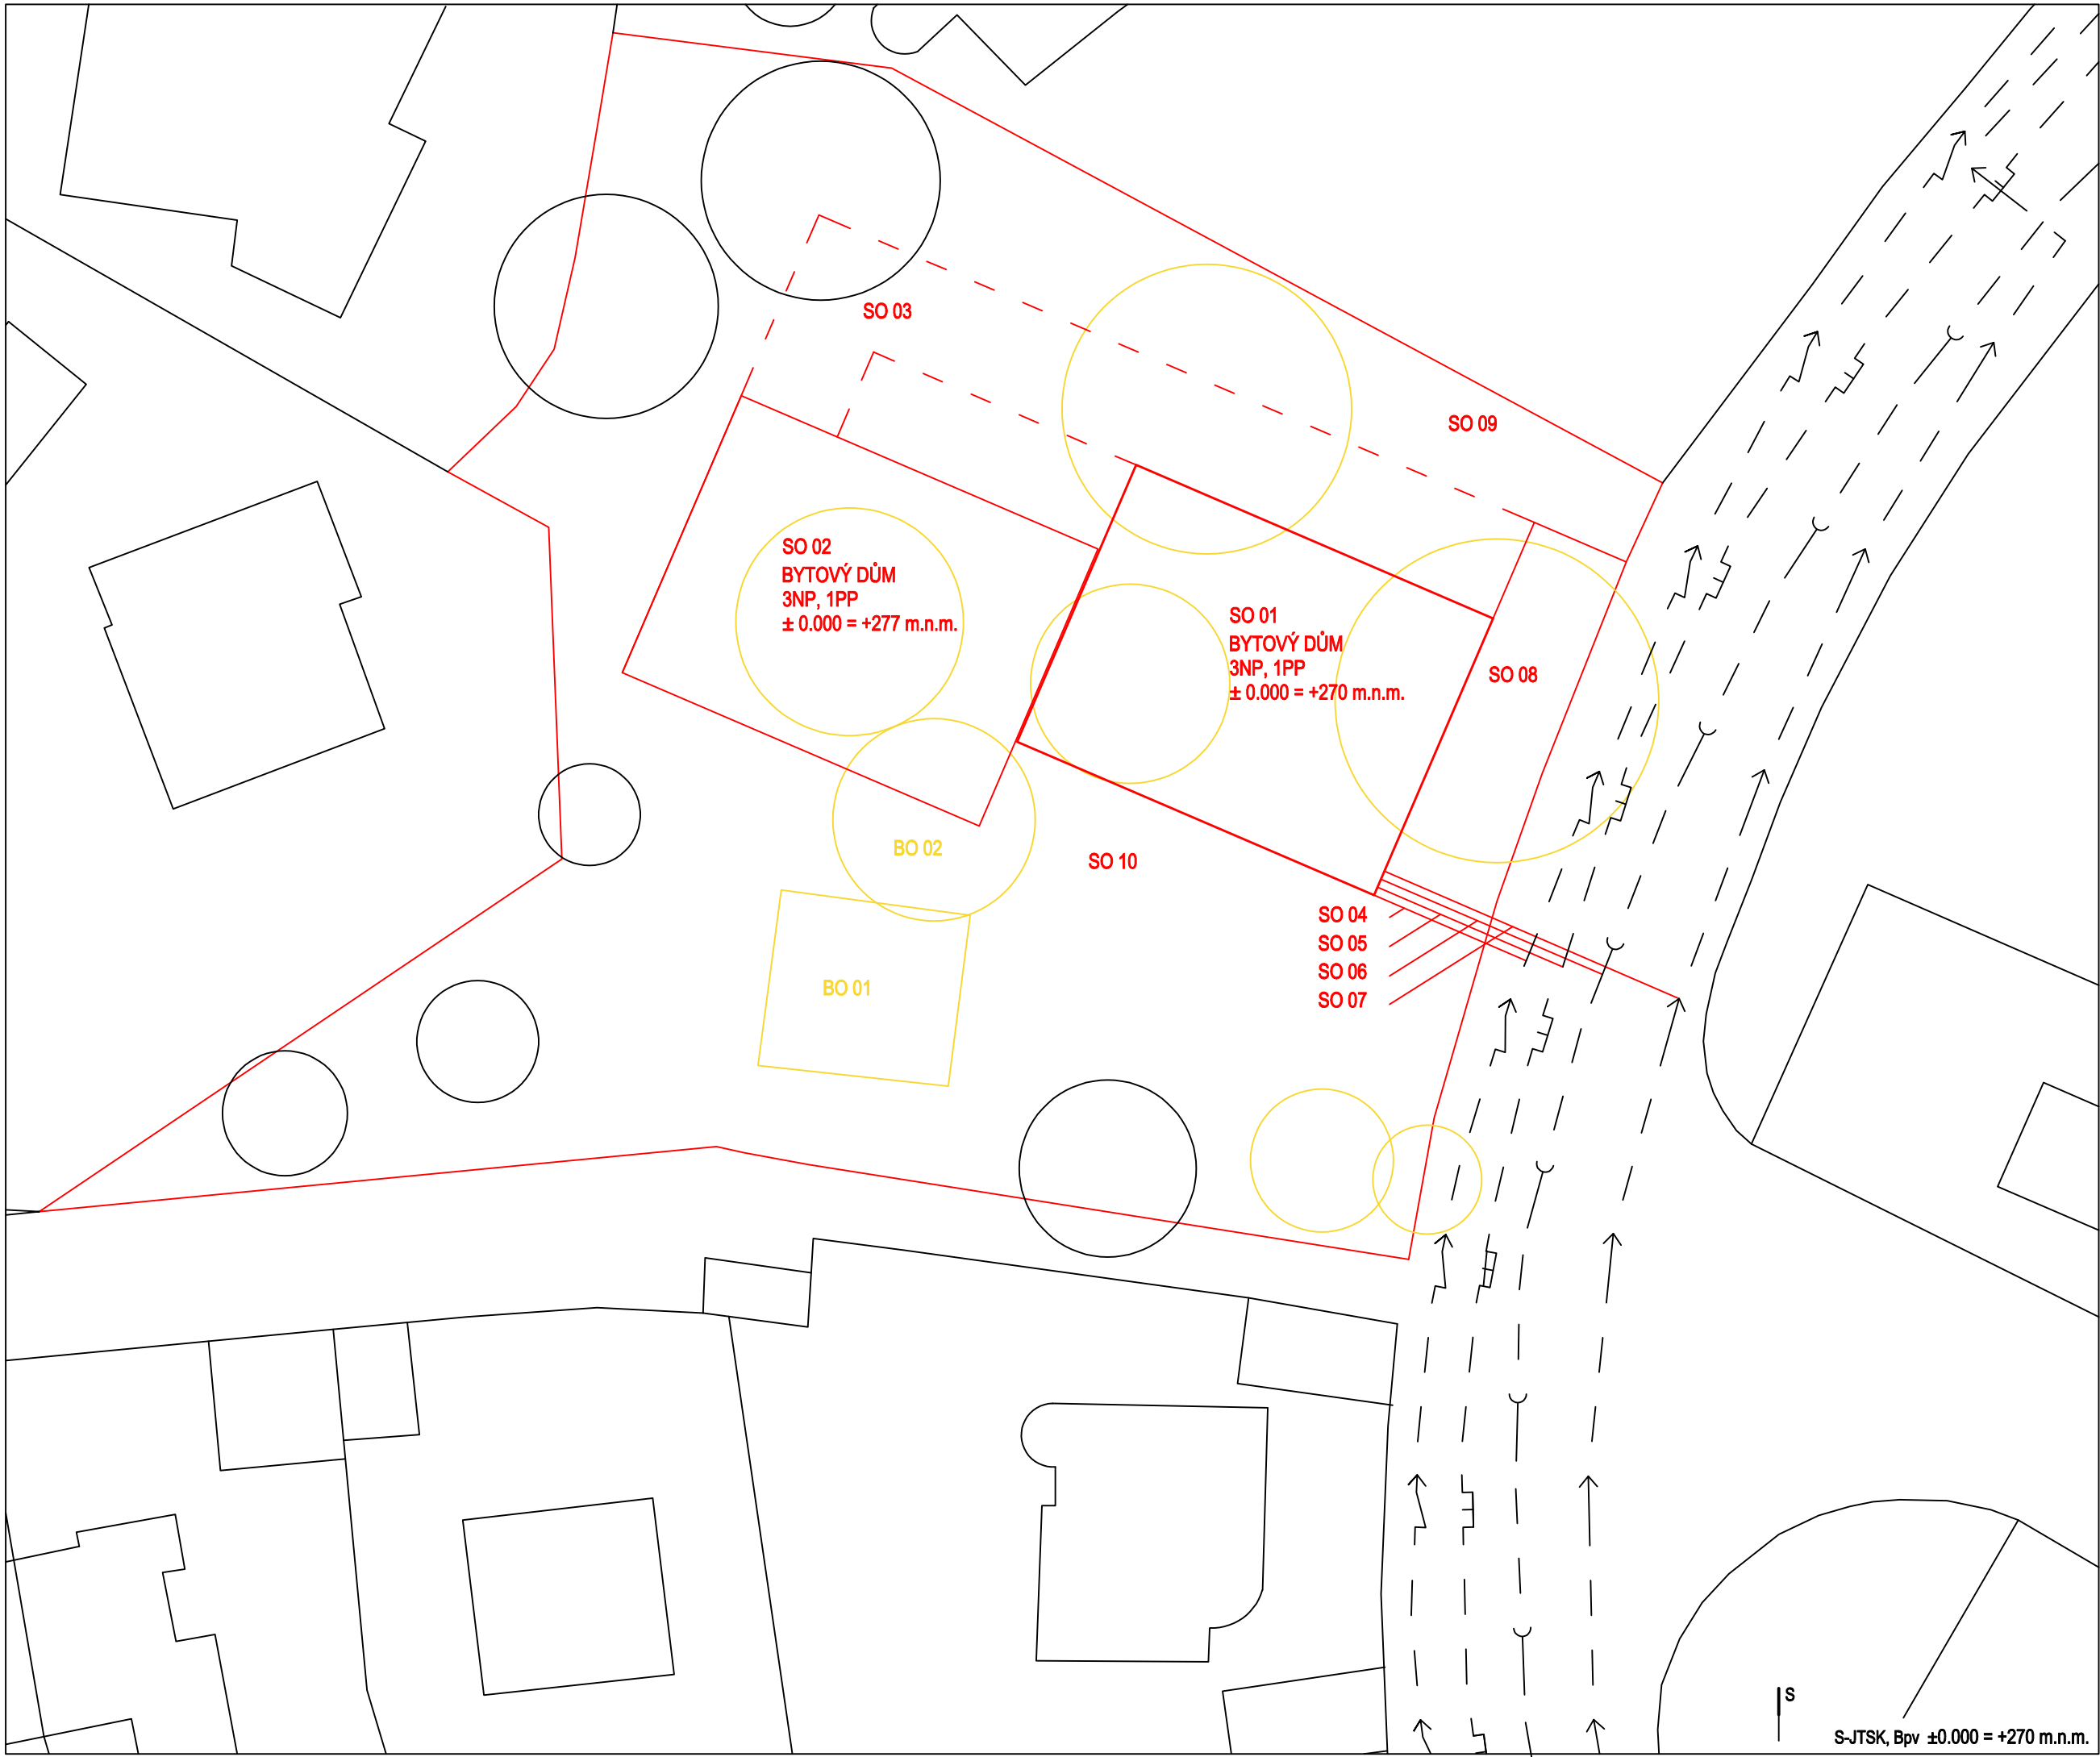 SO 03
SO 09
SO 02
BYTOVÝ DŮM
3NP, 1PP
± 0.000 = +277 m.n.m.
SO 01
BYTOVÝ DŮM
3NP, 1PP
± 0.000 = +270 m.n.m.
SO 08
BO 02
SO 10
SO 04
SO 05
SO 06
SO 07
BO 01
S
S-JTSK, Bpv ±0.000 = +270 m.n.m.